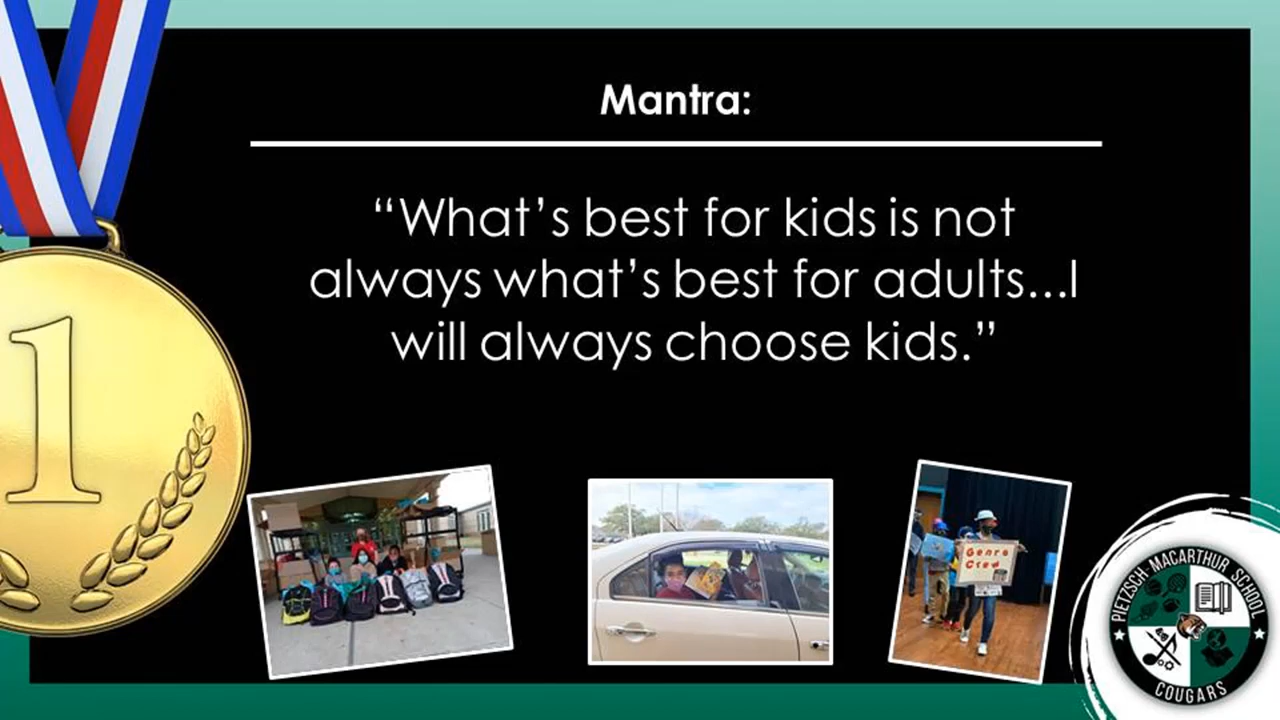 Mantra:
“What’s best for kids is not
always what’s best for adults...I
will always choose kids.”
1
Genre
Crew
PIETZSCH-MACARTHUR SCHOOL
COUGARS